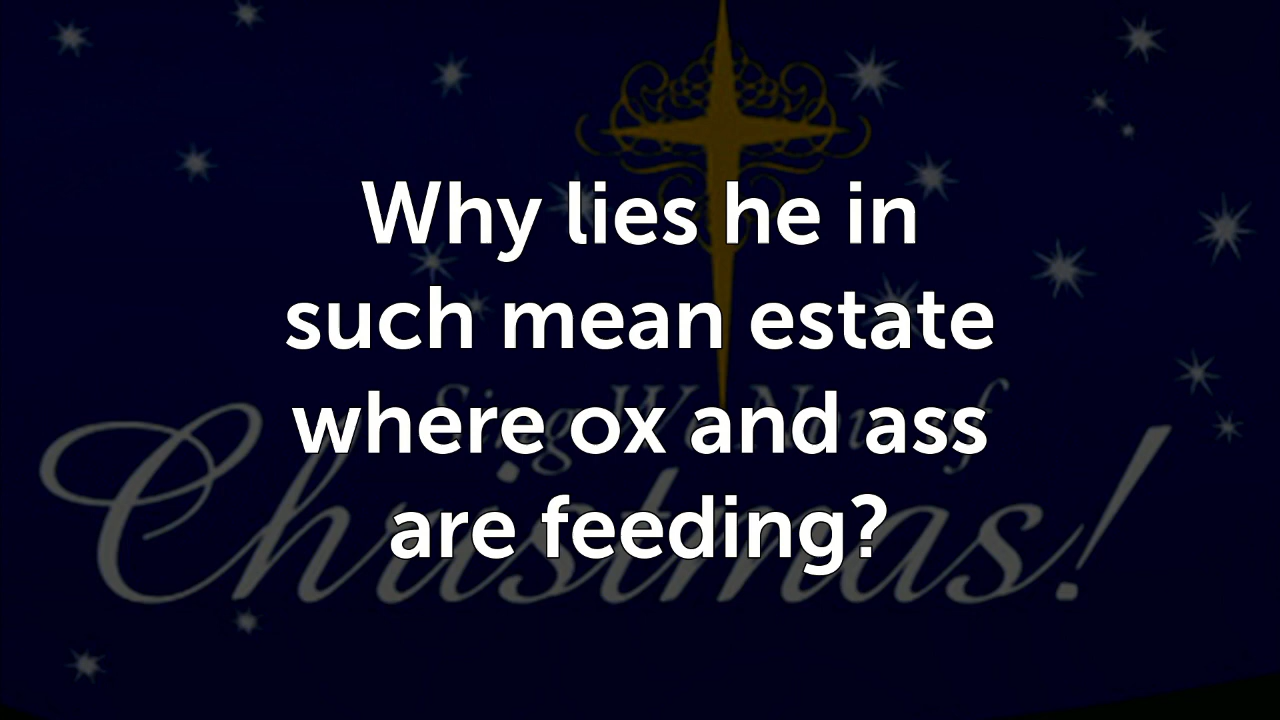 Why lies he in
such mean estate
Sing We Now of
where ox and ass
Christmas!
are feeding?